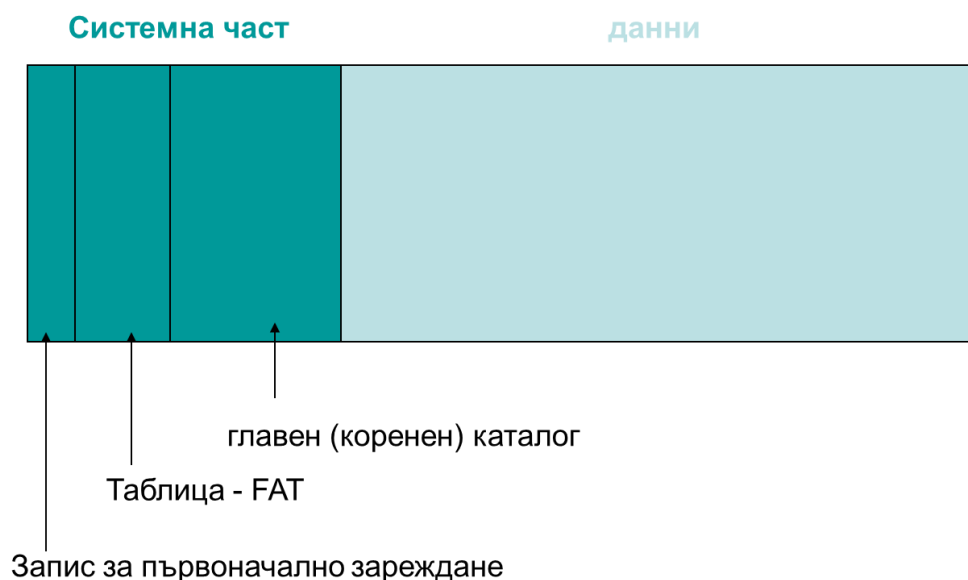 Системна част
данни
главен (коренен) каталог
Таблица - FAT
Запис за първоначално зареждане